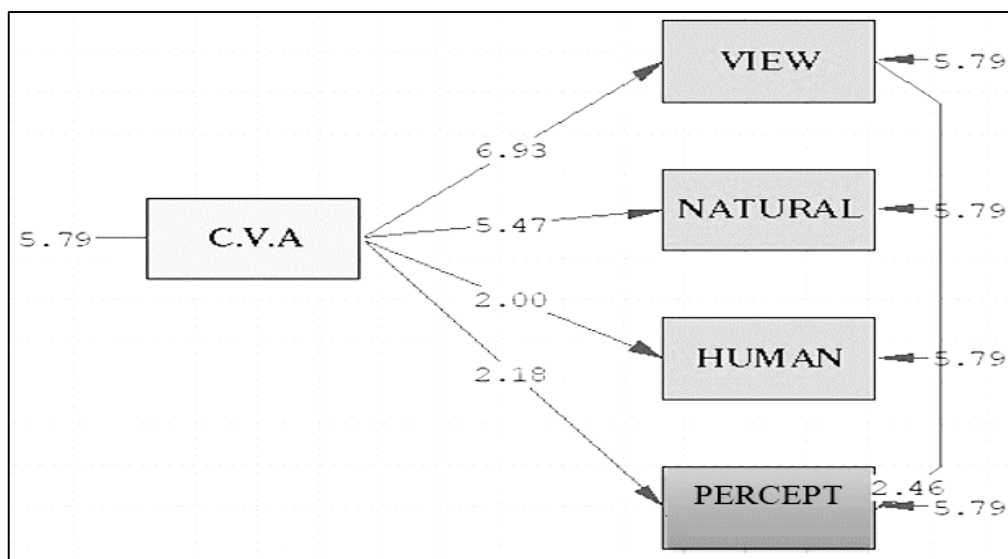 VIEW
5.79
6.93
5.79
C.V.A
5.47
NATURAL
5.79
2.00
HUMAN
5.79
2.18
PERCEPT
2.46
5.79